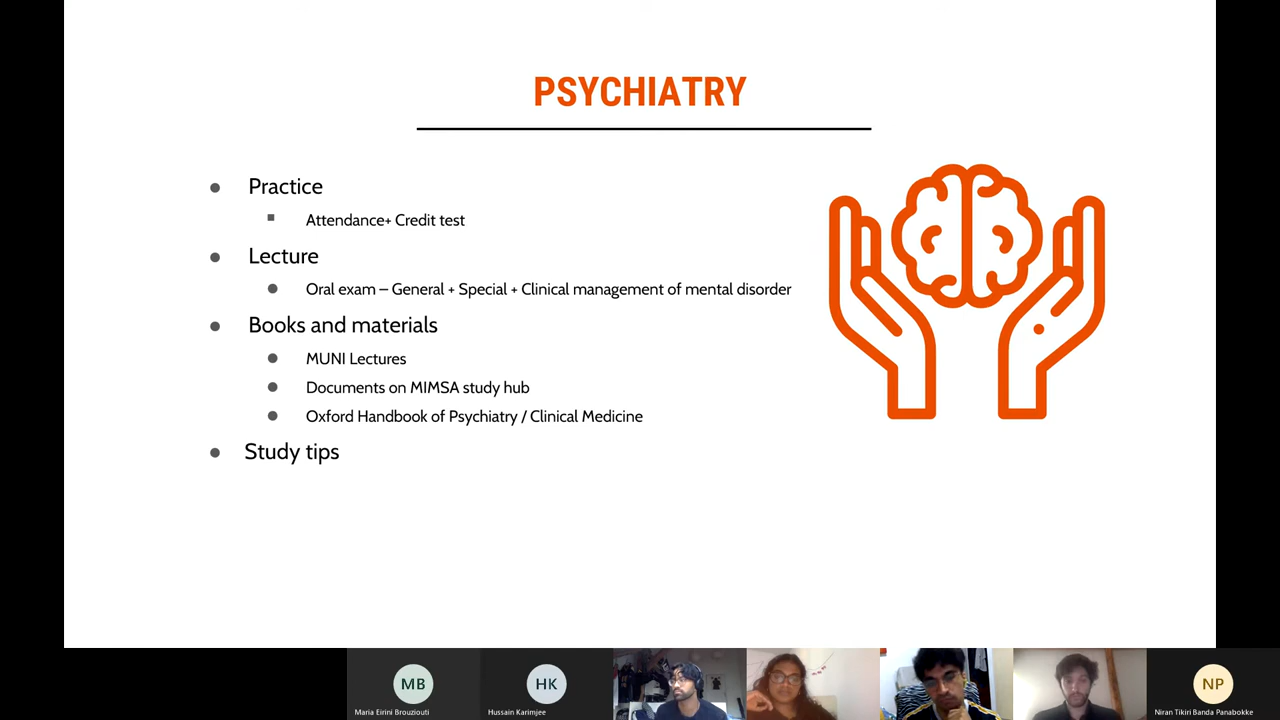 PSYCHIATRY
Practice
Attendance+ Credit test
Lecture
Oral exam – General + Special + Clinical management of mental disorder
Books and materials
MUNI Lectures
Documents on MIMSA study hub
Oxford Handbook of Psychiatry / Clinical Medicine
Study tips
MB
HK
NP
Maria Eirini Brouziouti
Hussain Karimjee
Niran Tikiri Banda Panabokke